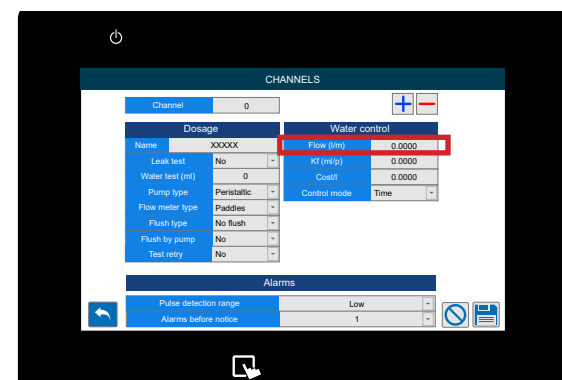 CHANNELS
Channel 0
Dosage
Name XXXXX
Leak test No
Water test (ml) 0
Pump type Peristaltic
Flow meter type Paddles
Flush type No flush
Flush by pump No
Test retry No
Water control
Flow (l/m) 0.0000
Kf (ml/p) 0.0000
Cost/l 0.0000
Control mode Time
Alarms
Pulse detection range Low
Alarms before notice 1